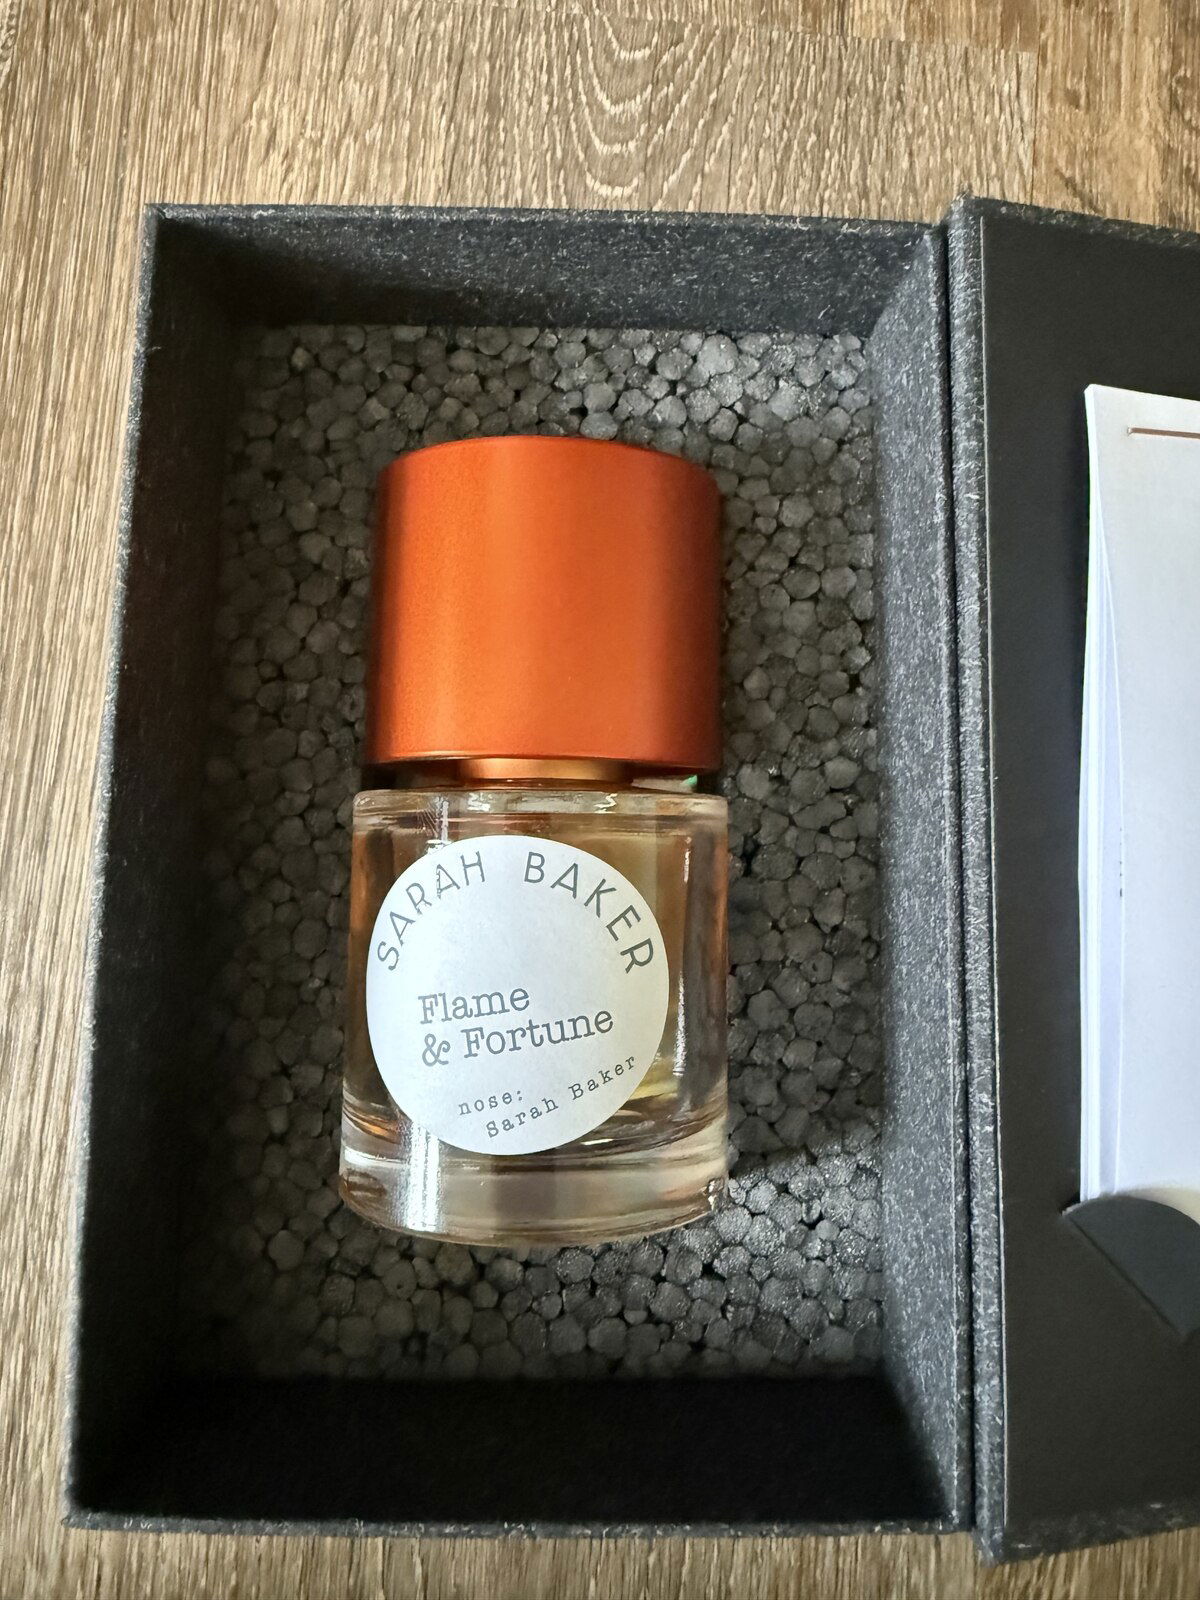 SARAH BAKER
Flame
& Fortune
nose:
Sarah Baker